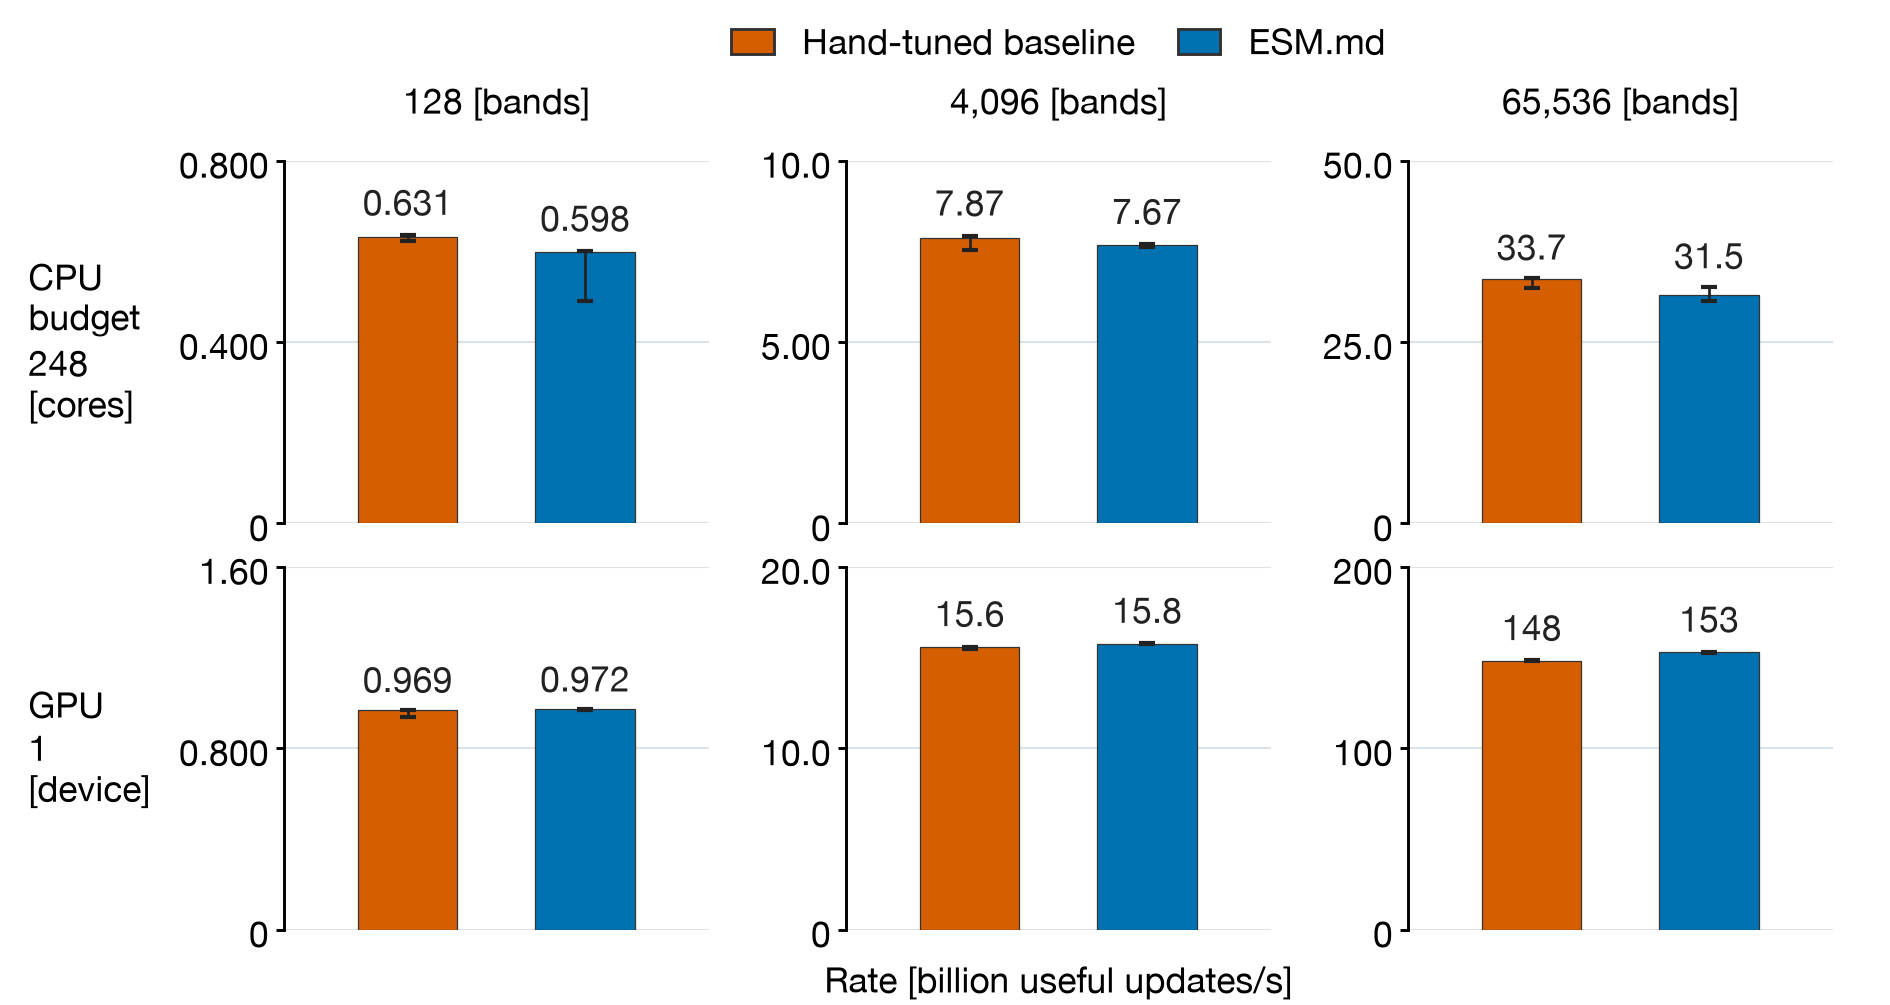 Hand-tuned baseline
ESM.md
128 [bands]
4,096 [bands]
65,536 [bands]
CPU
budget
248
[cores]
0.800
0.400
0
0.631
0.598
10.0
5.00
0
7.87
7.67
50.0
25.0
0
33.7
31.5
GPU
1
[device]
1.60
0.800
0
0.969
0.972
20.0
10.0
0
15.6
15.8
200
100
0
148
153
Rate [billion useful updates/s]